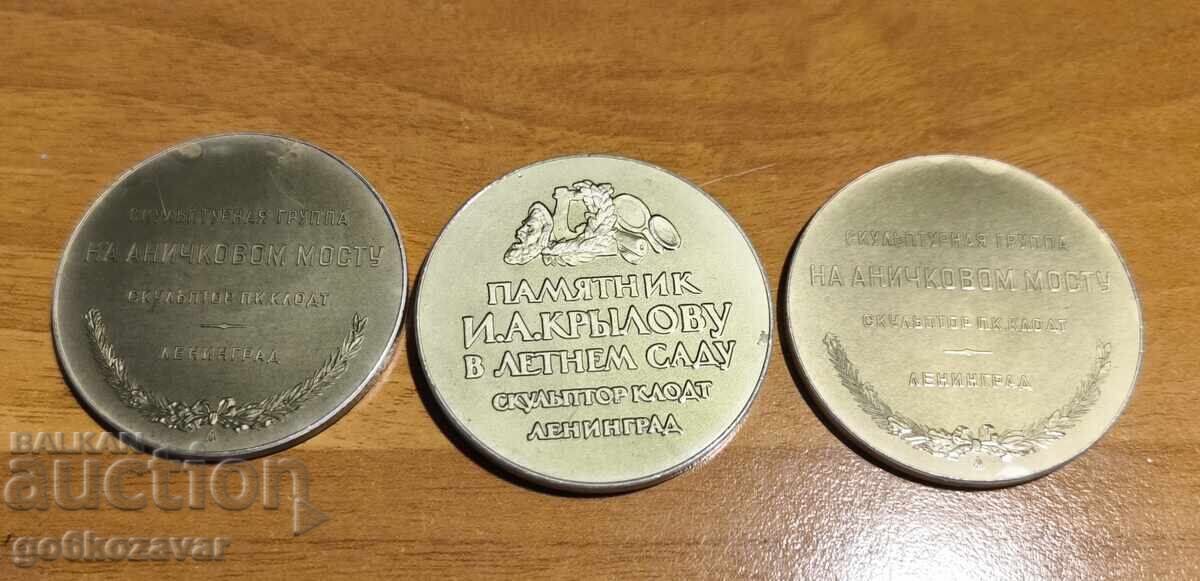 СКУЛЬПТУРНАЯ ГРУППА
НА АНИЧКОВОМ МОСТУ
СКУЛЬПТОР П.К.КЛОДТ
ЛЕНИНГРАД
ПАМЯТНИК
И.А.КРЫЛОВУ
В ЛЕТНЕМ САДУ
СКУЛЬПТОР КЛОДТ
ЛЕНИНГРАД
СКУЛЬПТУРНАЯ ГРУППА
НА АНИЧКОВОМ МОСТУ
СКУЛЬПТОР П.К.КЛОДТ
ЛЕНИНГРАД
BALKAN
auction
go6kozavar